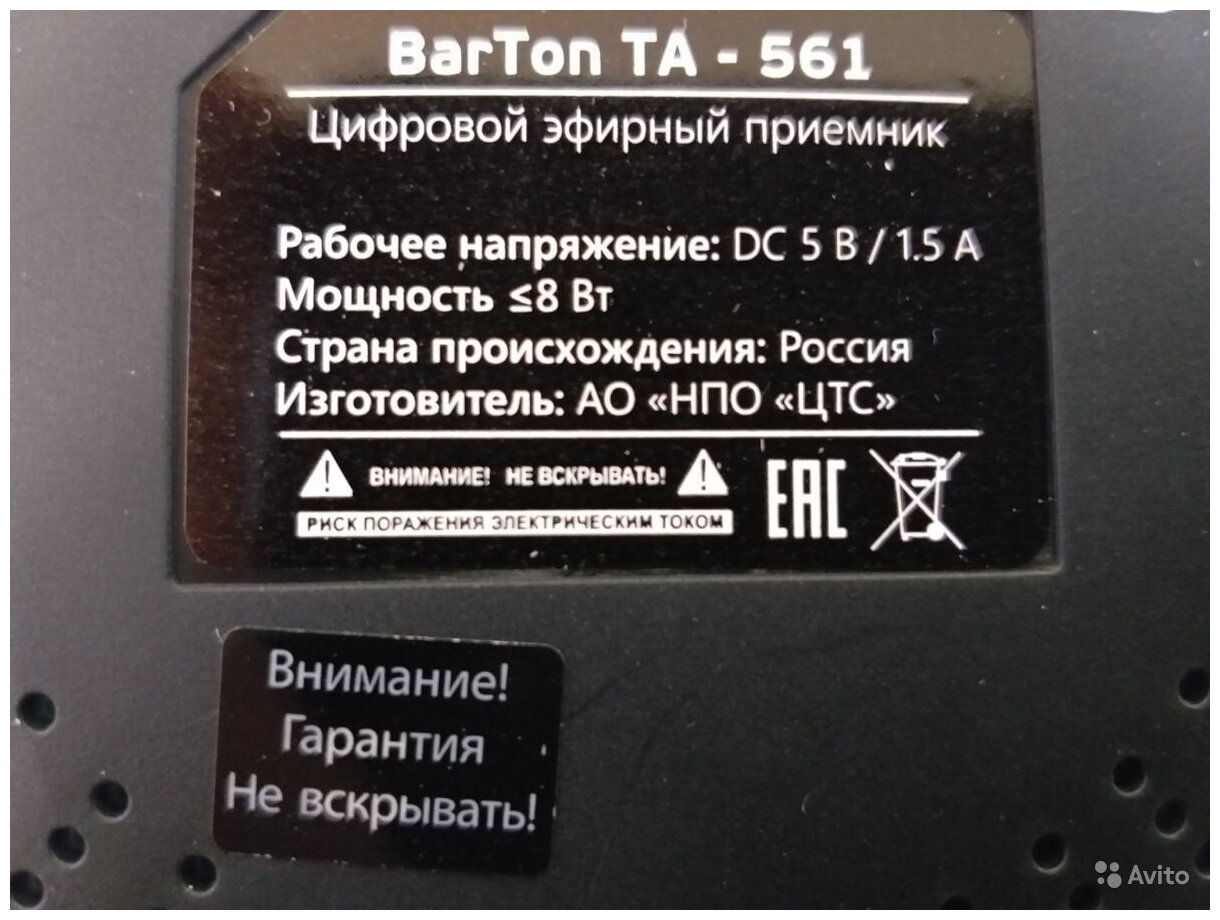 BarTon TA - 561
Цифровой эфирный приемник
Рабочее напряжение: DC 5 В / 1.5 А
Мощность ≤8 Вт
Страна происхождения: Россия
Изготовитель: АО «НПО «ЦТС»
ВНИМАНИЕ! НЕ ВСКРЫВАТЬ!
РИСК ПОРАЖЕНИЯ ЭЛЕКТРИЧЕСКИМ ТОКОМ
EAC
Внимание!
Гарантия
Не вскрывать!
Avito